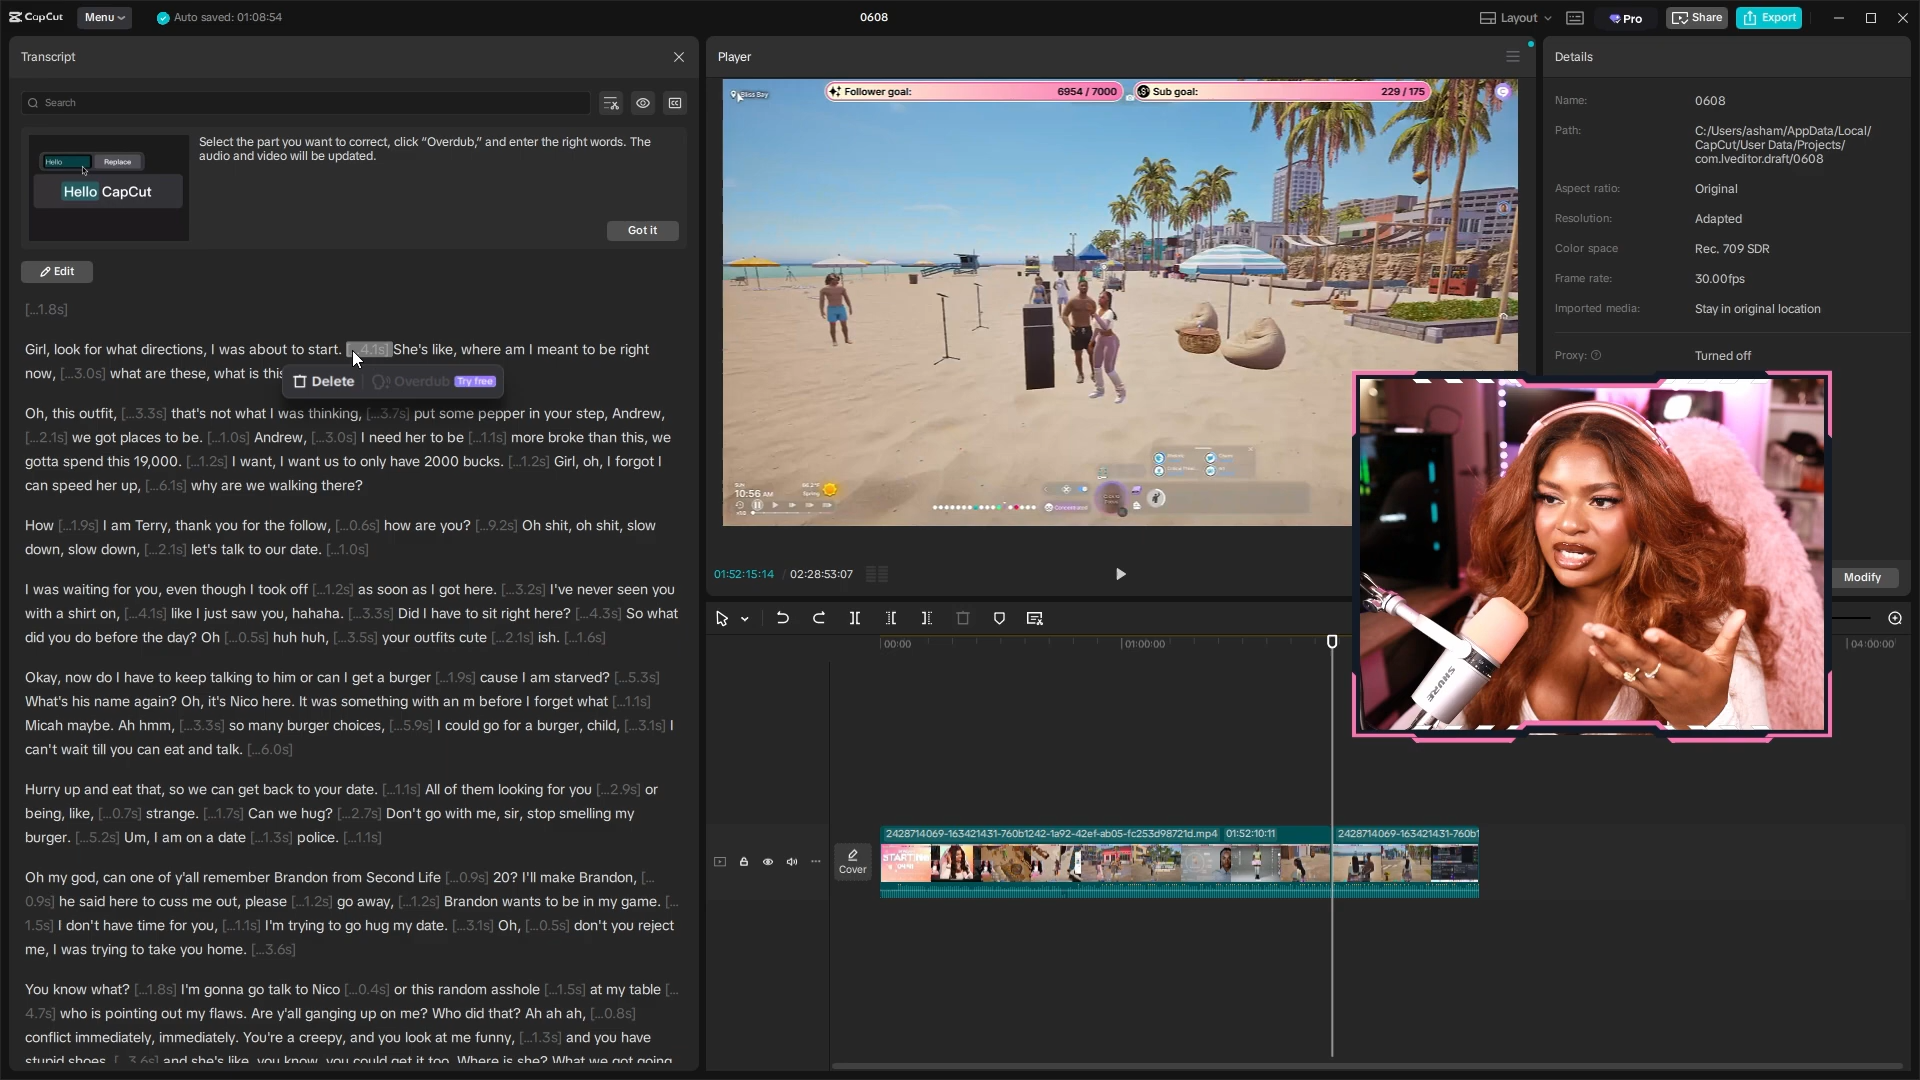 CapCut
Menu
Auto saved: 01:08:54
0608
Layout
Pro
Share
Export
Transcript
Search
Hello
Replace
Hello CapCut
Select the part you want to correct, click “Overdub,” and enter the right words. The
audio and video will be updated.
Got it
Edit
[...1.8s]
Girl, look for what directions, I was about to start. [...4.1s] She's like, where am I meant to be right
now, [...3.0s] what are these, what is this
Delete
Overdub
Try free
Oh, this outfit, [...3.3s] that's not what I was thinking, [...3.7s] put some pepper in your step, Andrew,
[...2.1s] we got places to be. [...1.0s] Andrew, [...3.0s] I need her to be [...1.1s] more broke than this, we
gotta spend this 19,000. [...1.2s] I want, I want us to only have 2000 bucks. [...1.2s] Girl, oh, I forgot I
can speed her up, [...6.1s] why are we walking there?
How [...1.9s] I am Terry, thank you for the follow, [...0.6s] how are you? [...9.2s] Oh shit, oh shit, slow
down, slow down, [...2.1s] let's talk to our date. [...1.0s]
I was waiting for you, even though I took off [...1.2s] as soon as I got here. [...3.2s] I've never seen you
with a shirt on, [...4.1s] like I just saw you, hahaha. [...3.3s] Did I have to sit right here? [...4.3s] So what
did you do before the day? Oh [...0.5s] huh huh, [...3.5s] your outfits cute [...2.1s] ish. [...1.6s]
Okay, now do I have to keep talking to him or can I get a burger [...1.9s] cause I am starved? [...5.3s]
What's his name again? Oh, it's Nico here. It was something with an m before I forget what [...1.1s]
Micah maybe. Ah hmm, [...3.3s] so many burger choices, [...5.9s] I could go for a burger, child, [...3.1s] I
can't wait till you can eat and talk. [...6.0s]
Hurry up and eat that, so we can get back to your date. [...1.1s] All of them looking for you [...2.9s] or
being, like, [...0.7s] strange. [...1.7s] Can we hug? [...2.7s] Don't go with me, sir, stop smelling my
burger. [...5.2s] Um, I am on a date [...1.3s] police. [...1.1s]
Oh my god, can one of y'all remember Brandon from Second Life [...0.9s] 20? I'll make Brandon, [...
0.9s] he said here to cuss me out, please [...1.2s] go away, [...1.2s] Brandon wants to be in my game. [...
1.5s] I don't have time for you, [...1.1s] I'm trying to go hug my date. [...3.1s] Oh, [...0.5s] don't you reject
me, I was trying to take you home. [...3.6s]
You know what? [...1.8s] I'm gonna go talk to Nico [...0.4s] or this random asshole [...1.5s] at my table [...
4.7s] who is pointing out my flaws. Are y'all ganging up on me? Who did that? Ah ah ah, [...0.8s]
conflict immediately, immediately. You're a creepy, and you look at me funny, [...1.3s] and you have
stupid shoes, [...3.6s] and she's like, you know, you could get it too. Where is she? What we got going
Player
Bliss Bay
Follower goal: 6954 / 7000
Sub goal: 229 / 175
SUN
10:56 AM
Spring
Concentrated
01:52:15:14 / 02:28:53:07
00:00
01:00:00
04:00:00
Cover
2428714069-163421431-760b1242-1a92-42ef-ab05-fc253d98721d.mp4
01:52:10:11
2428714069-163421431-760b1
Details
Name: 0608
Path: C:/Users/asham/AppData/Local/
CapCut/User Data/Projects/
com.lveditor.draft/0608
Aspect ratio: Original
Resolution: Adapted
Color space Rec. 709 SDR
Frame rate: 30.00fps
Imported media: Stay in original location
Proxy: Turned off
Modify
SHURE